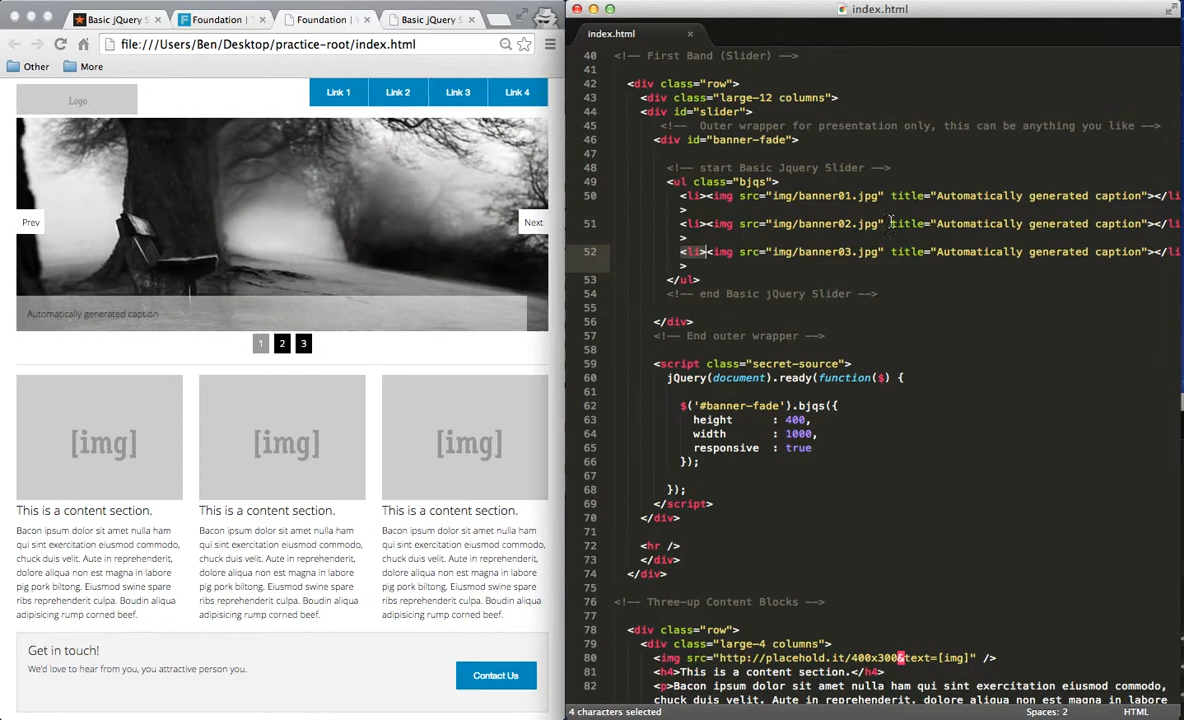 Basic jQuery S
Foundation | T
Foundation | W
Basic jQuery S
file:///Users/Ben/Desktop/practice-root/index.html
Other
More
Logo
Link 1
Link 2
Link 3
Link 4
Prev
Next
Automatically generated caption
1
2
3
[img]
[img]
[img]
This is a content section.
This is a content section.
This is a content section.
Bacon ipsum dolor sit amet nulla ham
qui sint exercitation eiusmod commodo,
chuck duis velit. Aute in reprehenderit,
dolore aliqua non est magna in labore
pig pork biltong. Eiusmod swine spare
ribs reprehenderit culpa. Boudin aliqua
adipisicing rump corned beef.
Bacon ipsum dolor sit amet nulla ham
qui sint exercitation eiusmod commodo,
chuck duis velit. Aute in reprehenderit,
dolore aliqua non est magna in labore
pig pork biltong. Eiusmod swine spare
ribs reprehenderit culpa. Boudin aliqua
adipisicing rump corned beef.
Bacon ipsum dolor sit amet nulla ham
qui sint exercitation eiusmod commodo,
chuck duis velit. Aute in reprehenderit,
dolore aliqua non est magna in labore
pig pork biltong. Eiusmod swine spare
ribs reprehenderit culpa. Boudin aliqua
adipisicing rump corned beef.
Get in touch!
We'd love to hear from you, you attractive person you.
Contact Us
index.html
index.html
40 <!-- First Band (Slider) -->
41
42 <div class="row">
43 <div class="large-12 columns">
44 <div id="slider">
45 <!-- Outer wrapper for presentation only, this can be anything you like -->
46 <div id="banner-fade">
47
48 <!-- start Basic Jquery Slider -->
49 <ul class="bjqs">
50 <li><img src="img/banner01.jpg" title="Automatically generated caption"></li
>
51 <li><img src="img/banner02.jpg" title="Automatically generated caption"></li
>
52 <li><img src="img/banner03.jpg" title="Automatically generated caption"></li
>
53 </ul>
54 <!-- end Basic jQuery Slider -->
55
56 </div>
57 <!-- End outer wrapper -->
58
59 <script class="secret-source">
60 jQuery(document).ready(function($) {
61
62 $('#banner-fade').bjqs({
63 height : 400,
64 width : 1000,
65 responsive : true
66 });
67
68 });
69 </script>
70 </div>
71
72 <hr />
73 </div>
74 </div>
75
76 <!-- Three-up Content Blocks -->
77
78 <div class="row">
79 <div class="large-4 columns">
80 <img src="http://placehold.it/400x300&text=[img]" />
81 <h4>This is a content section.</h4>
82 <p>Bacon ipsum dolor sit amet nulla ham qui sint exercitation eiusmod commodo,
chuck duis velit. Aute in reprehenderit, dolore aliqua non est magna in labore
4 characters selected
Spaces: 2
HTML